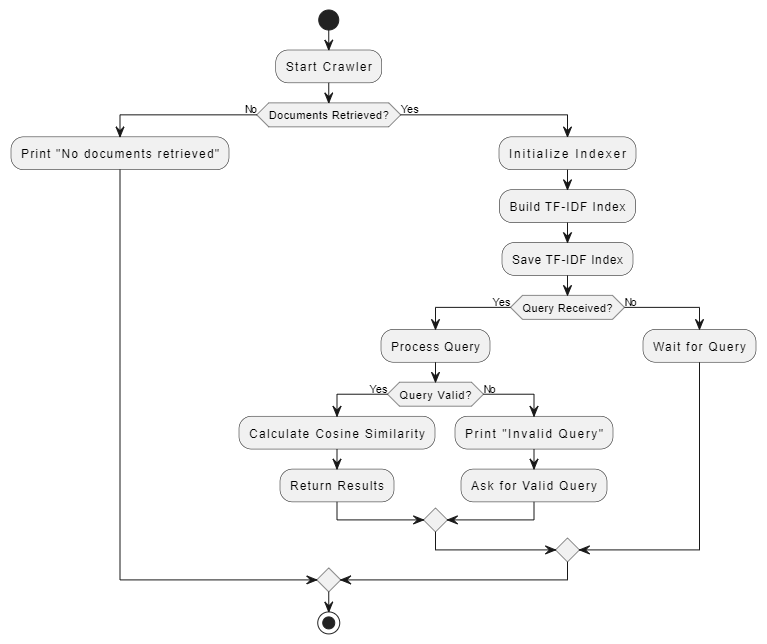 Start Crawler
No
Documents Retrieved?
Yes
Print "No documents retrieved"
Initialize Indexer
Build TF-IDF Index
Save TF-IDF Index
Yes
Query Received?
No
Process Query
Wait for Query
Yes
Query Valid?
No
Calculate Cosine Similarity
Print "Invalid Query"
Return Results
Ask for Valid Query